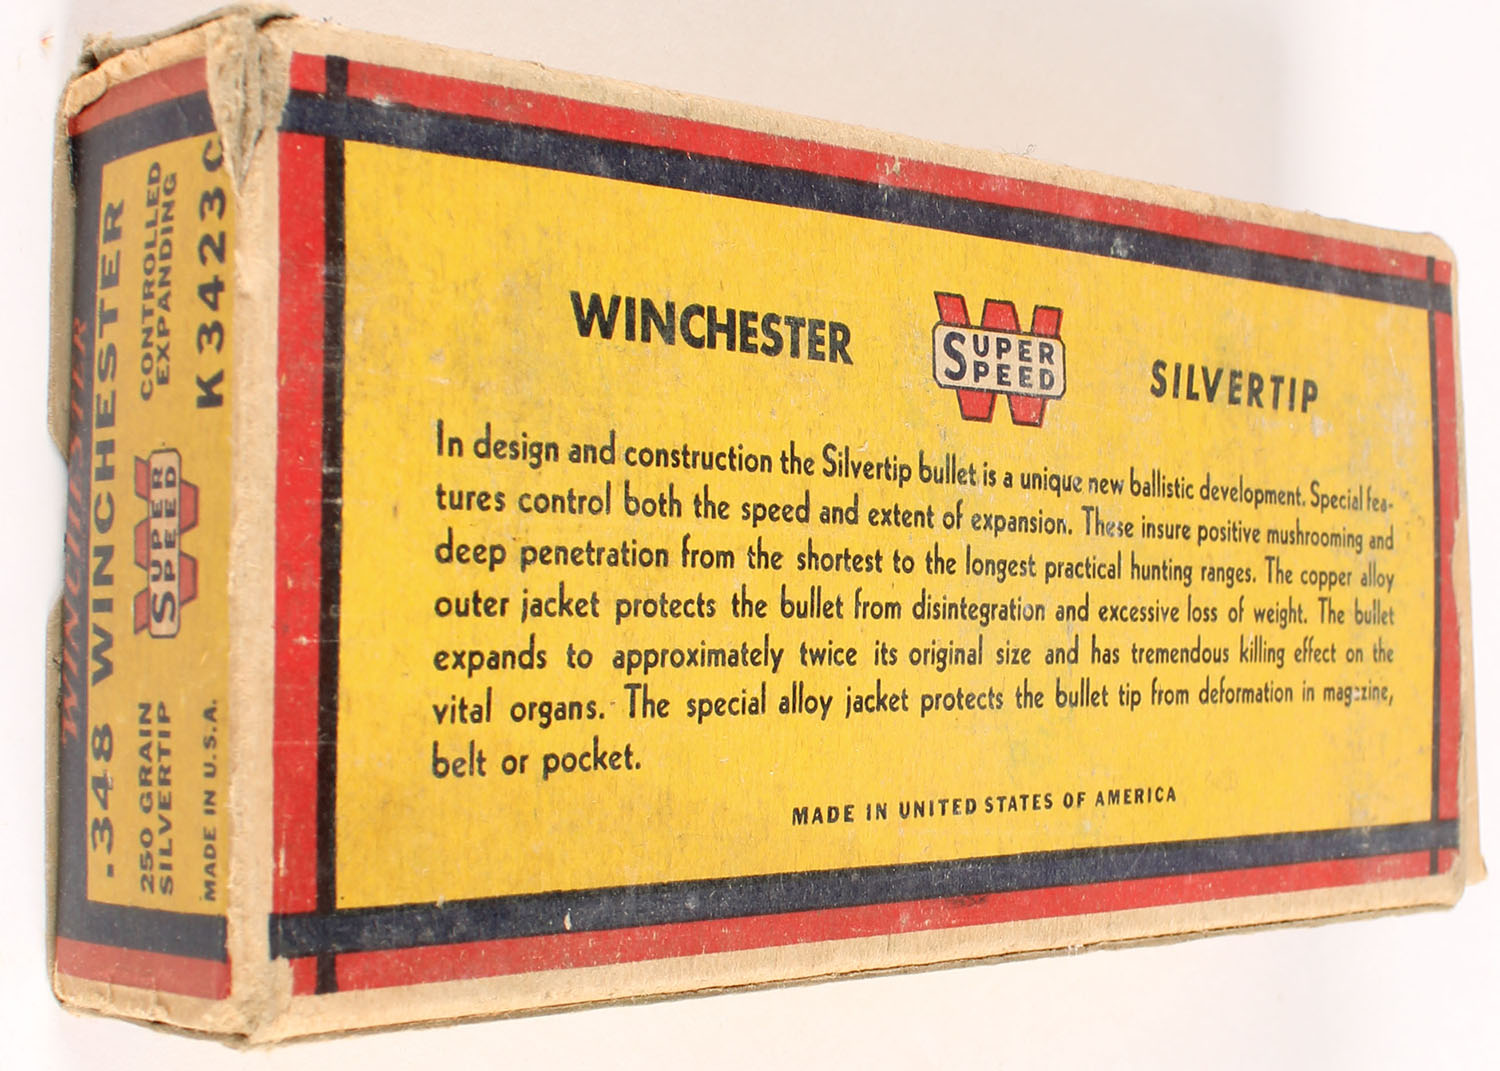 WINCHESTER
SUPER
SPEED
SILVERTIP
In design and construction the Silvertip bullet is a unique new ballistic development. Special fea-
tures control both the speed and extent of expansion. These insure positive mushrooming and
deep penetration from the shortest to the longest practical hunting ranges. The copper alloy
outer jacket protects the bullet from disintegration and excessive loss of weight. The bullet
expands to approximately twice its original size and has tremendous killing effect on the
vital organs. The special alloy jacket protects the bullet tip from deformation in magazine,
belt or pocket.
MADE IN UNITED STATES OF AMERICA
WINCHESTER
.348 WINCHESTER
250 GRAIN
SILVERTIP
SUPER
SPEED
CONTROLLED
EXPANDING
MADE IN U.S.A.
K3423C